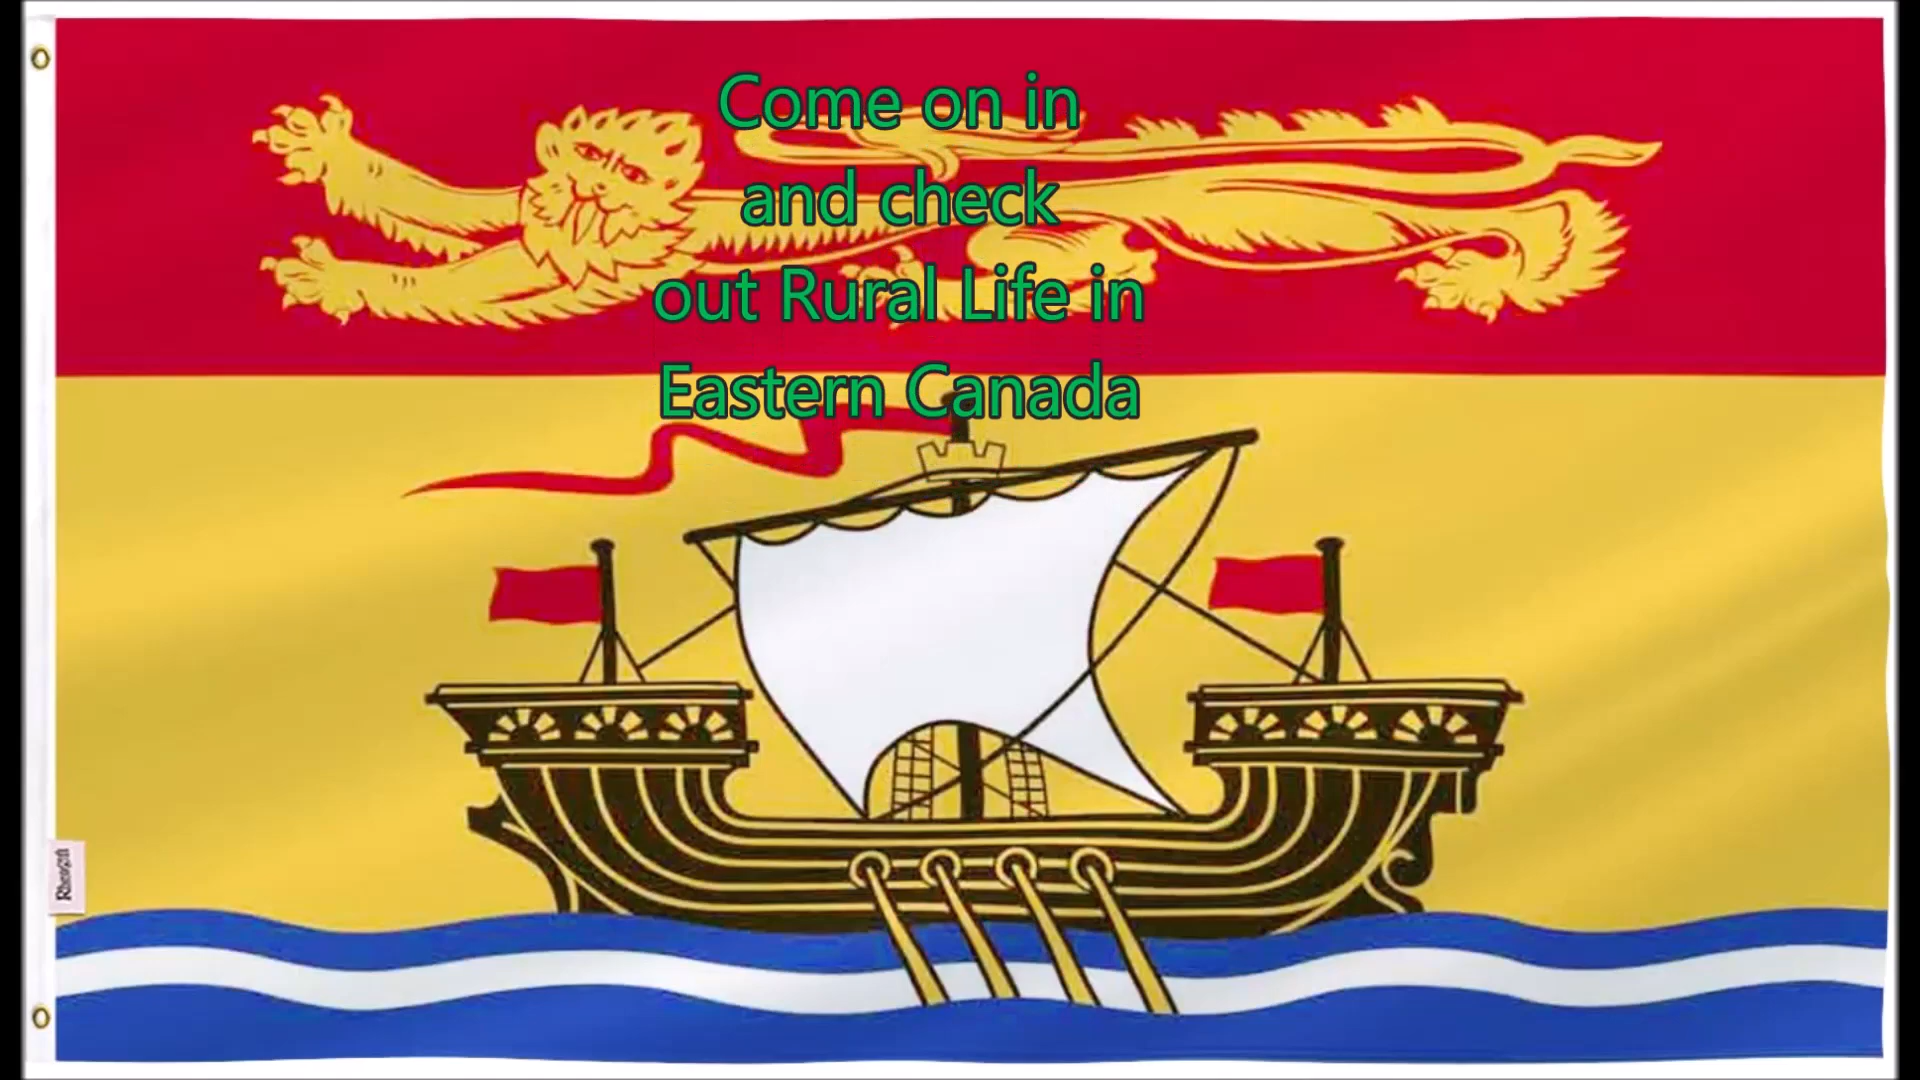 Come on in
and check
out Rural Life in
Eastern Canada